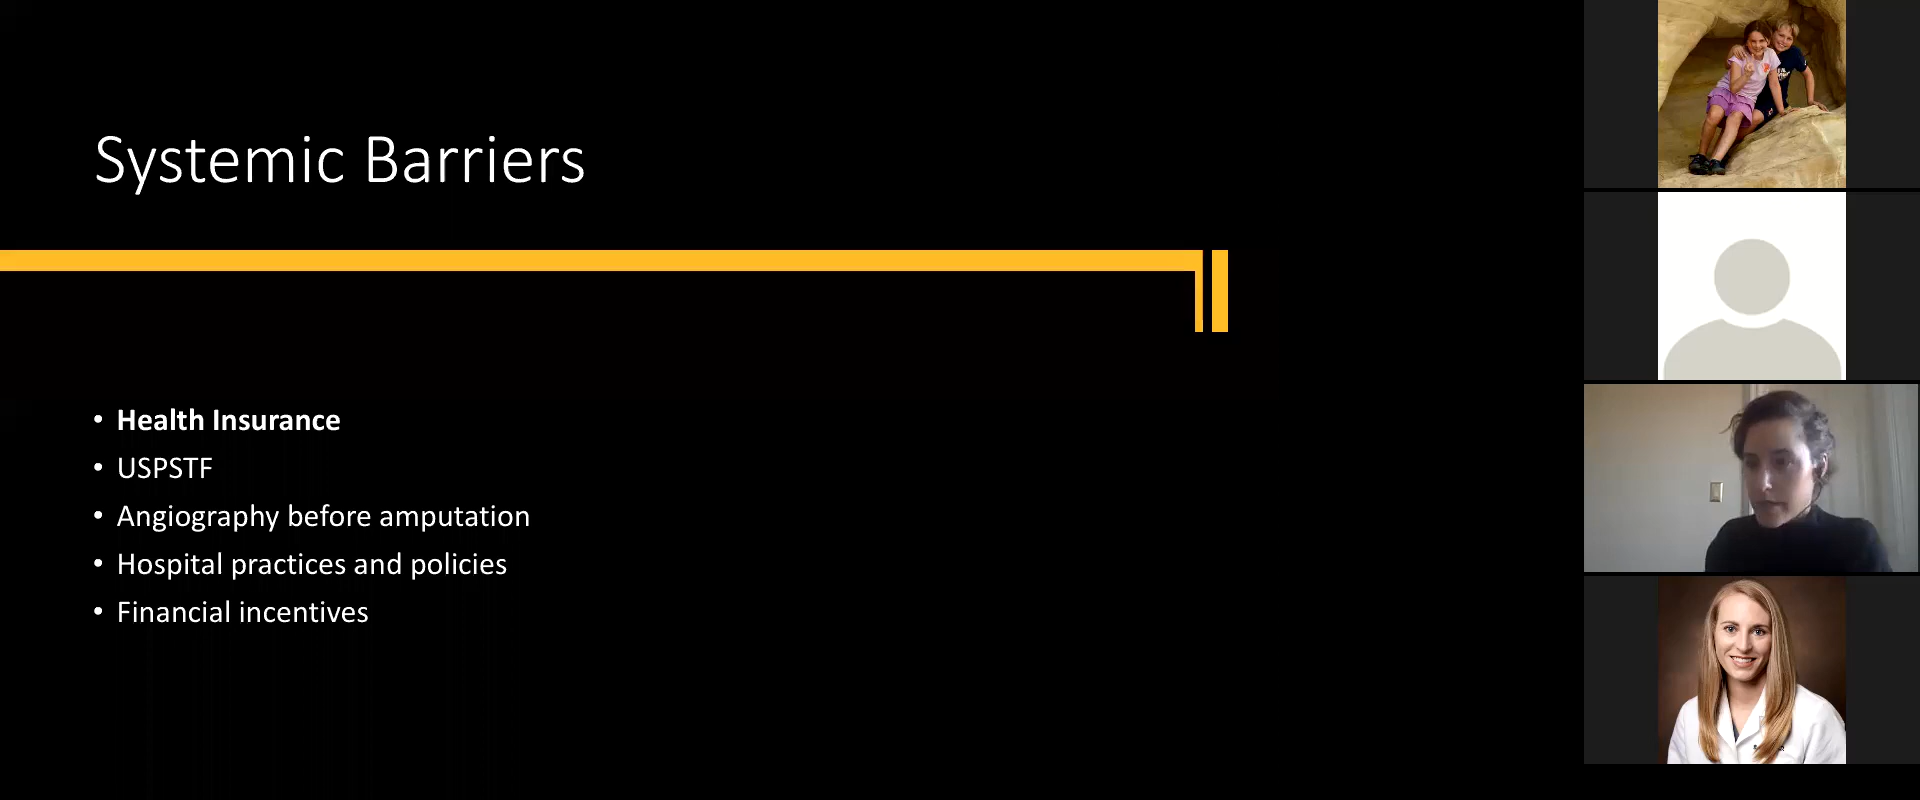 Systemic Barriers
• Health Insurance
• USPSTF
• Angiography before amputation
• Hospital practices and policies
• Financial incentives